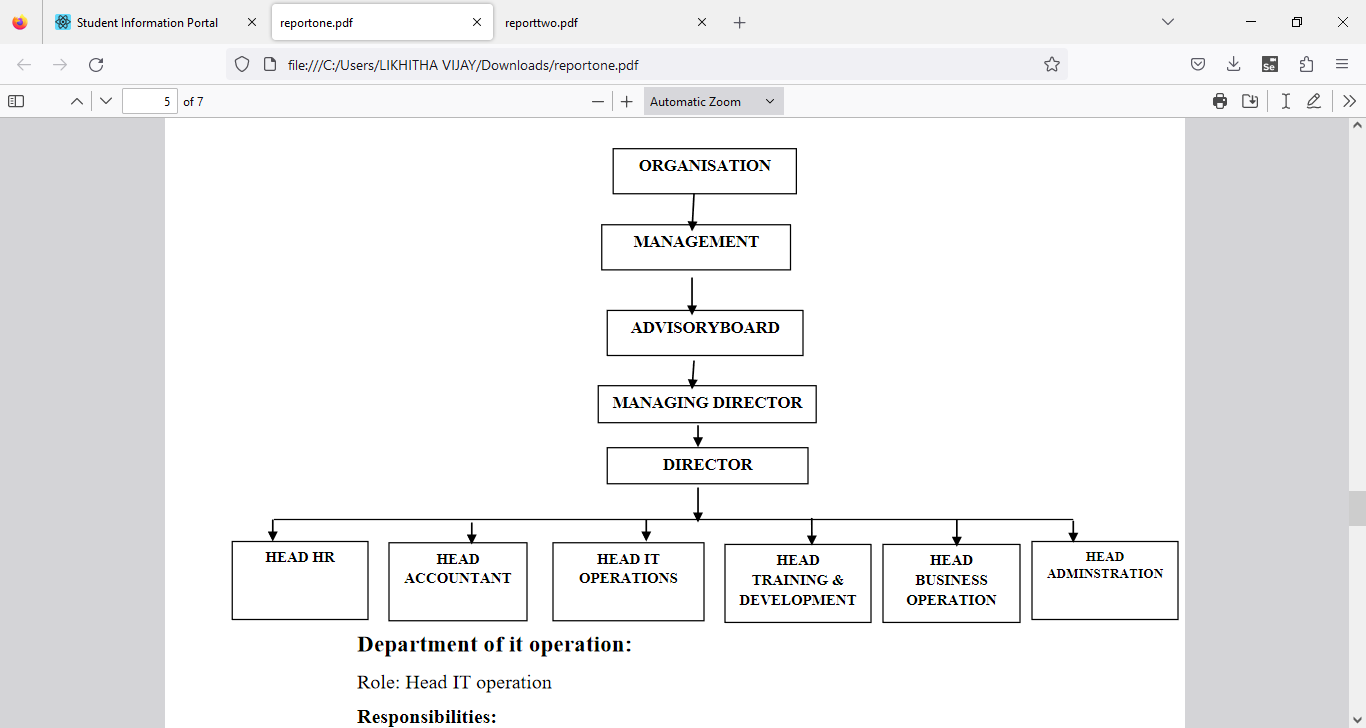 Student Information Portal
reportone.pdf
reporttwo.pdf
file:///C:/Users/LIKHITHA VIJAY/Downloads/reportone.pdf
Se
5 of 7
Automatic Zoom
ORGANISATION
MANAGEMENT
ADVISORYBOARD
MANAGING DIRECTOR
DIRECTOR
HEAD HR
HEAD
ACCOUNTANT
HEAD IT
OPERATIONS
HEAD
TRAINING &
DEVELOPMENT
HEAD
BUSINESS
OPERATION
HEAD
ADMINSTRATION
Department of it operation:
Role: Head IT operation
Responsibilities: